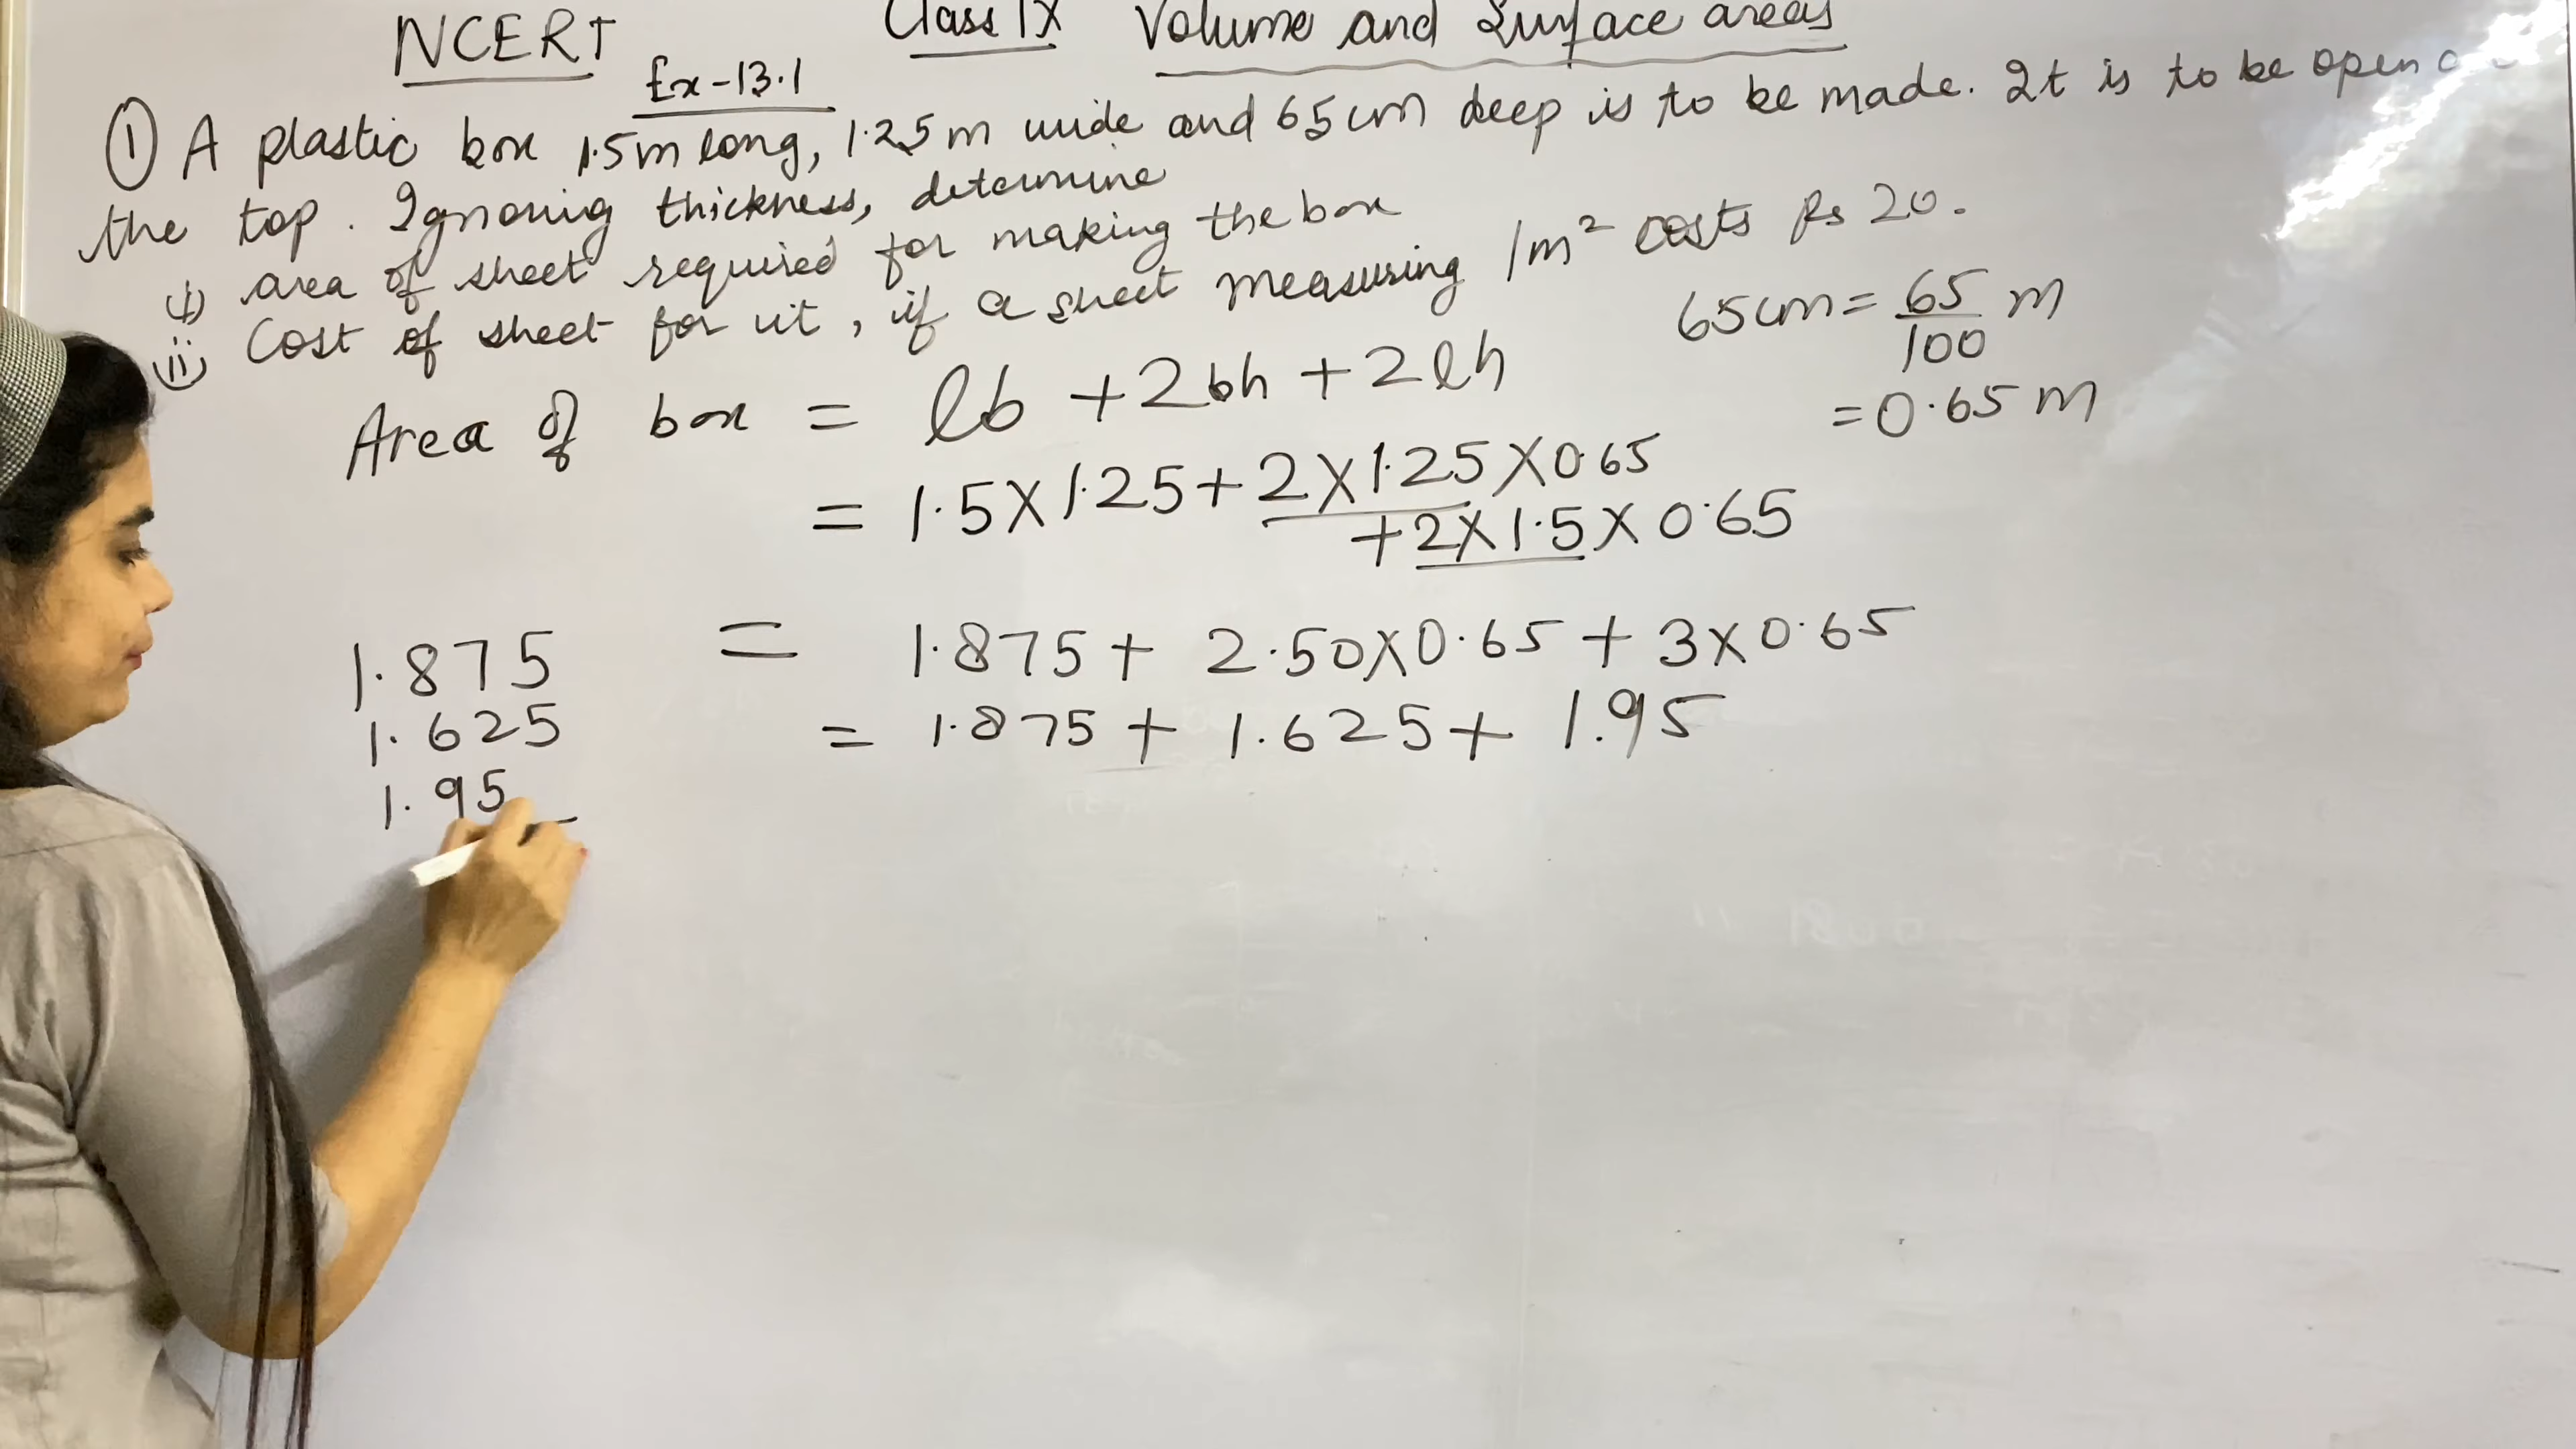 NCERT Class IX Volume and Surface areas
Ex-13.1
① A plastic box 1.5m long, 1.25m wide and 65cm deep is to be made. It is to be open
the top. Ignoring thickness, determine
(i) area of sheet required for making the box
(ii) Cost of sheet for it, if a sheet measuring 1m² costs Rs 20.
65cm = 65/100 m
= 0.65 m
Area of box = lb + 2bh + 2lh
= 1.5 X 1.25 + 2 X 1.25 X 0.65
+ 2 X 1.5 X 0.65
= 1.875 + 2.50 X 0.65 + 3 X 0.65
= 1.875 + 1.625 + 1.95
1.875
1.625
1.95